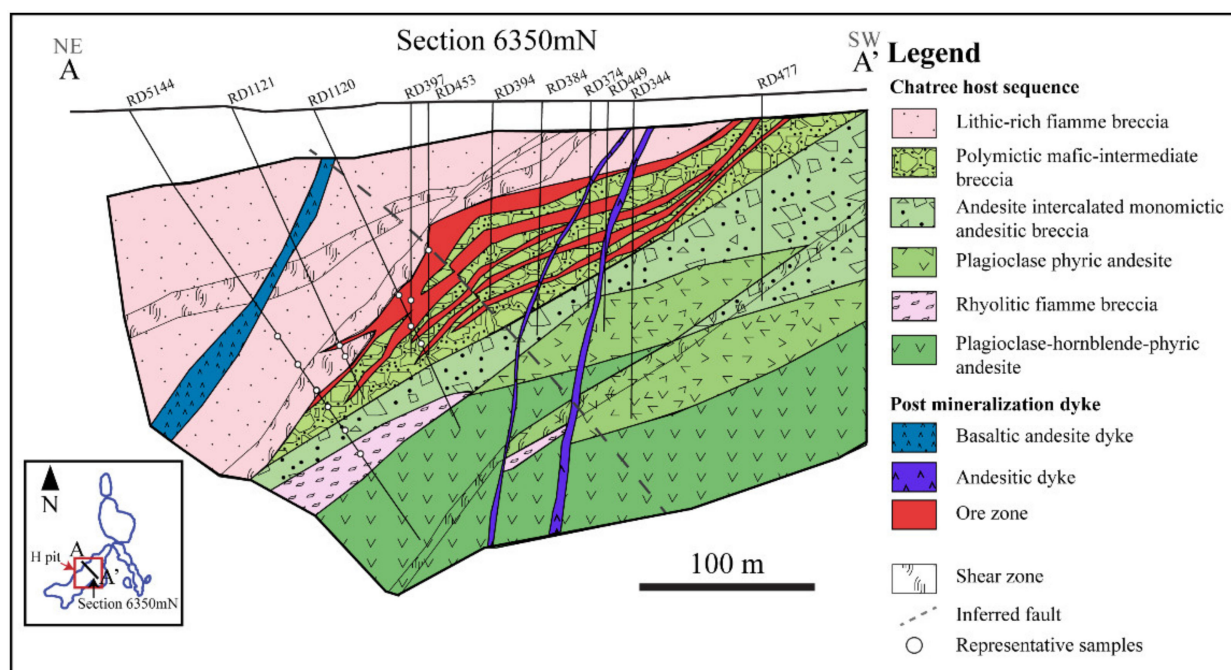 Section 6350mN
NE
A
SW
A'
RD5144
RD1121
RD1120
RD397
RD453
RD394
RD384
RD374
RD449
RD344
RD477
100 m
N
A
H pit
A'
Section 6350mN
Legend
Chatree host sequence
Lithic-rich fiamme breccia
Polymictic mafic-intermediate
breccia
Andesite intercalated monomictic
andesitic breccia
Plagioclase phyric andesite
Rhyolitic fiamme breccia
Plagioclase-hornblende-phyric
andesite
Post mineralization dyke
Basaltic andesite dyke
Andesitic dyke
Ore zone
Shear zone
Inferred fault
Representative samples